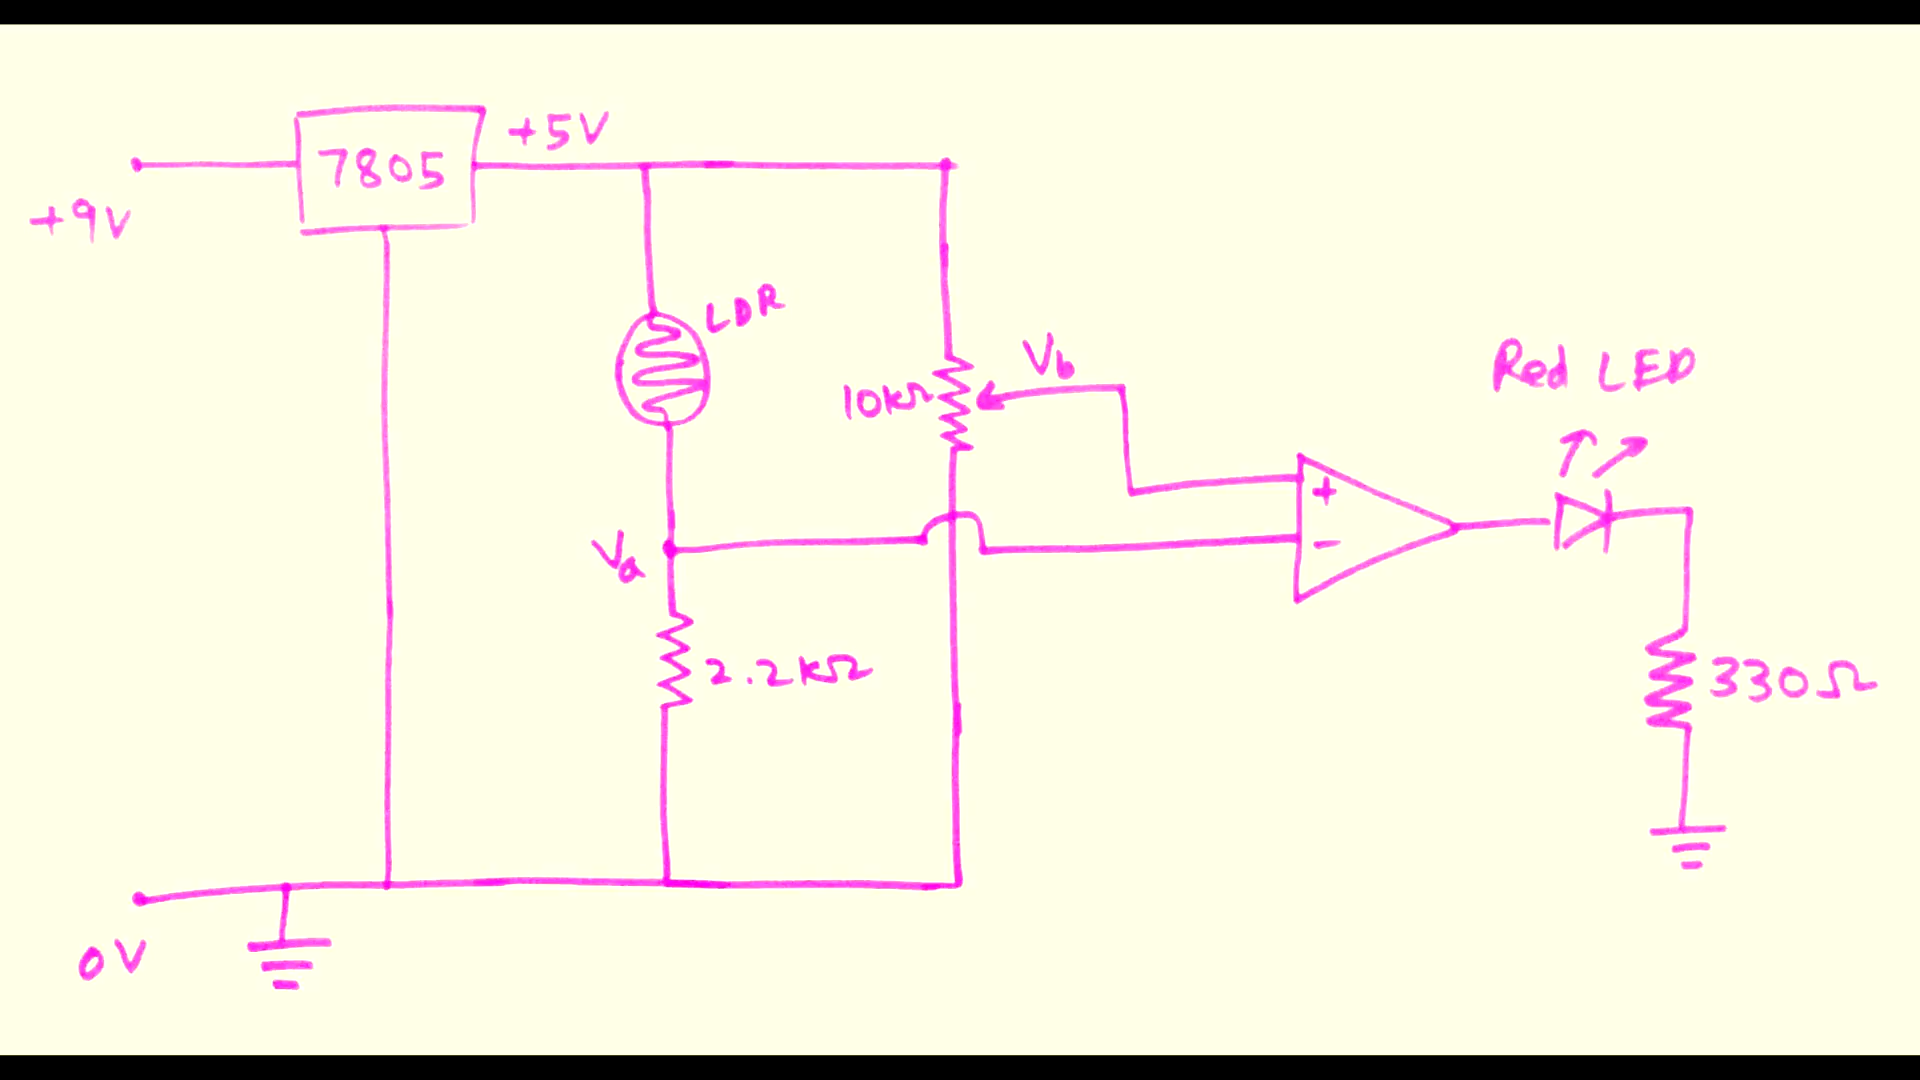 +5V
7805
+9V
LDR
Vb
Red LED
10kΩ
+
-
Va
2.2kΩ
330Ω
0V